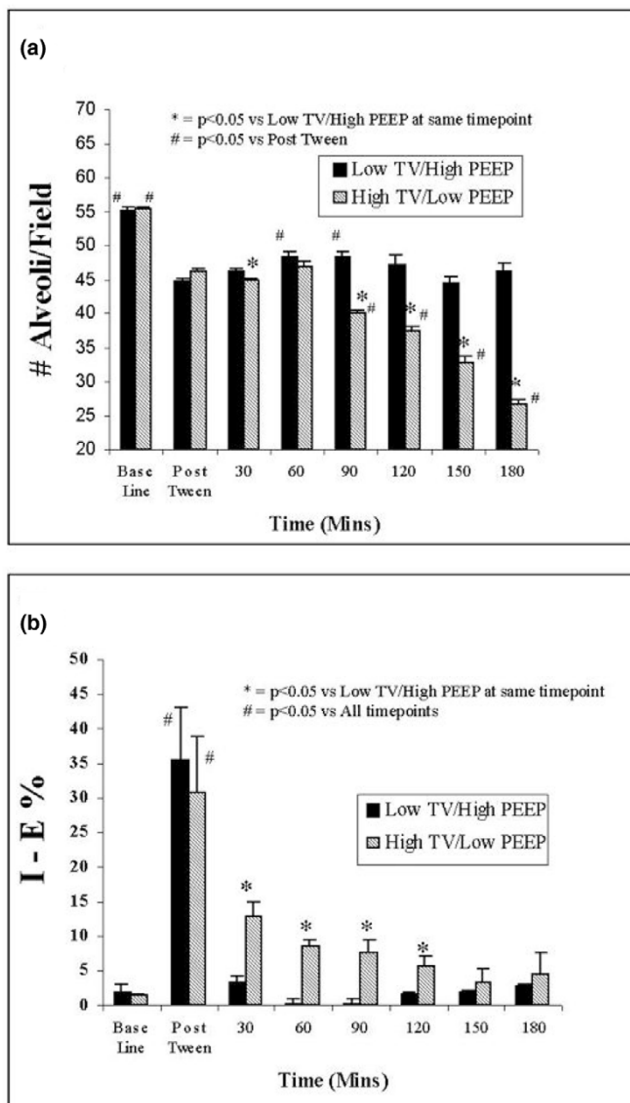 (a)
# Alveoli/Field
70
65
60
55
50
45
40
35
30
25
20
* = p<0.05 vs Low TV/High PEEP at same timepoint
# = p<0.05 vs Post Tween
Low TV/High PEEP
High TV/Low PEEP
# #
*
#
#
* #
* #
* #
* #
Base Post 30 60 90 120 150 180
Line Tween
Time (Mins)
(b)
I - E %
50
45
40
35
30
25
20
15
10
5
0
* = p<0.05 vs Low TV/High PEEP at same timepoint
# = p<0.05 vs All timepoints
Low TV/High PEEP
High TV/Low PEEP
# #
* * * *
Base Post 30 60 90 120 150 180
Line Tween
Time (Mins)